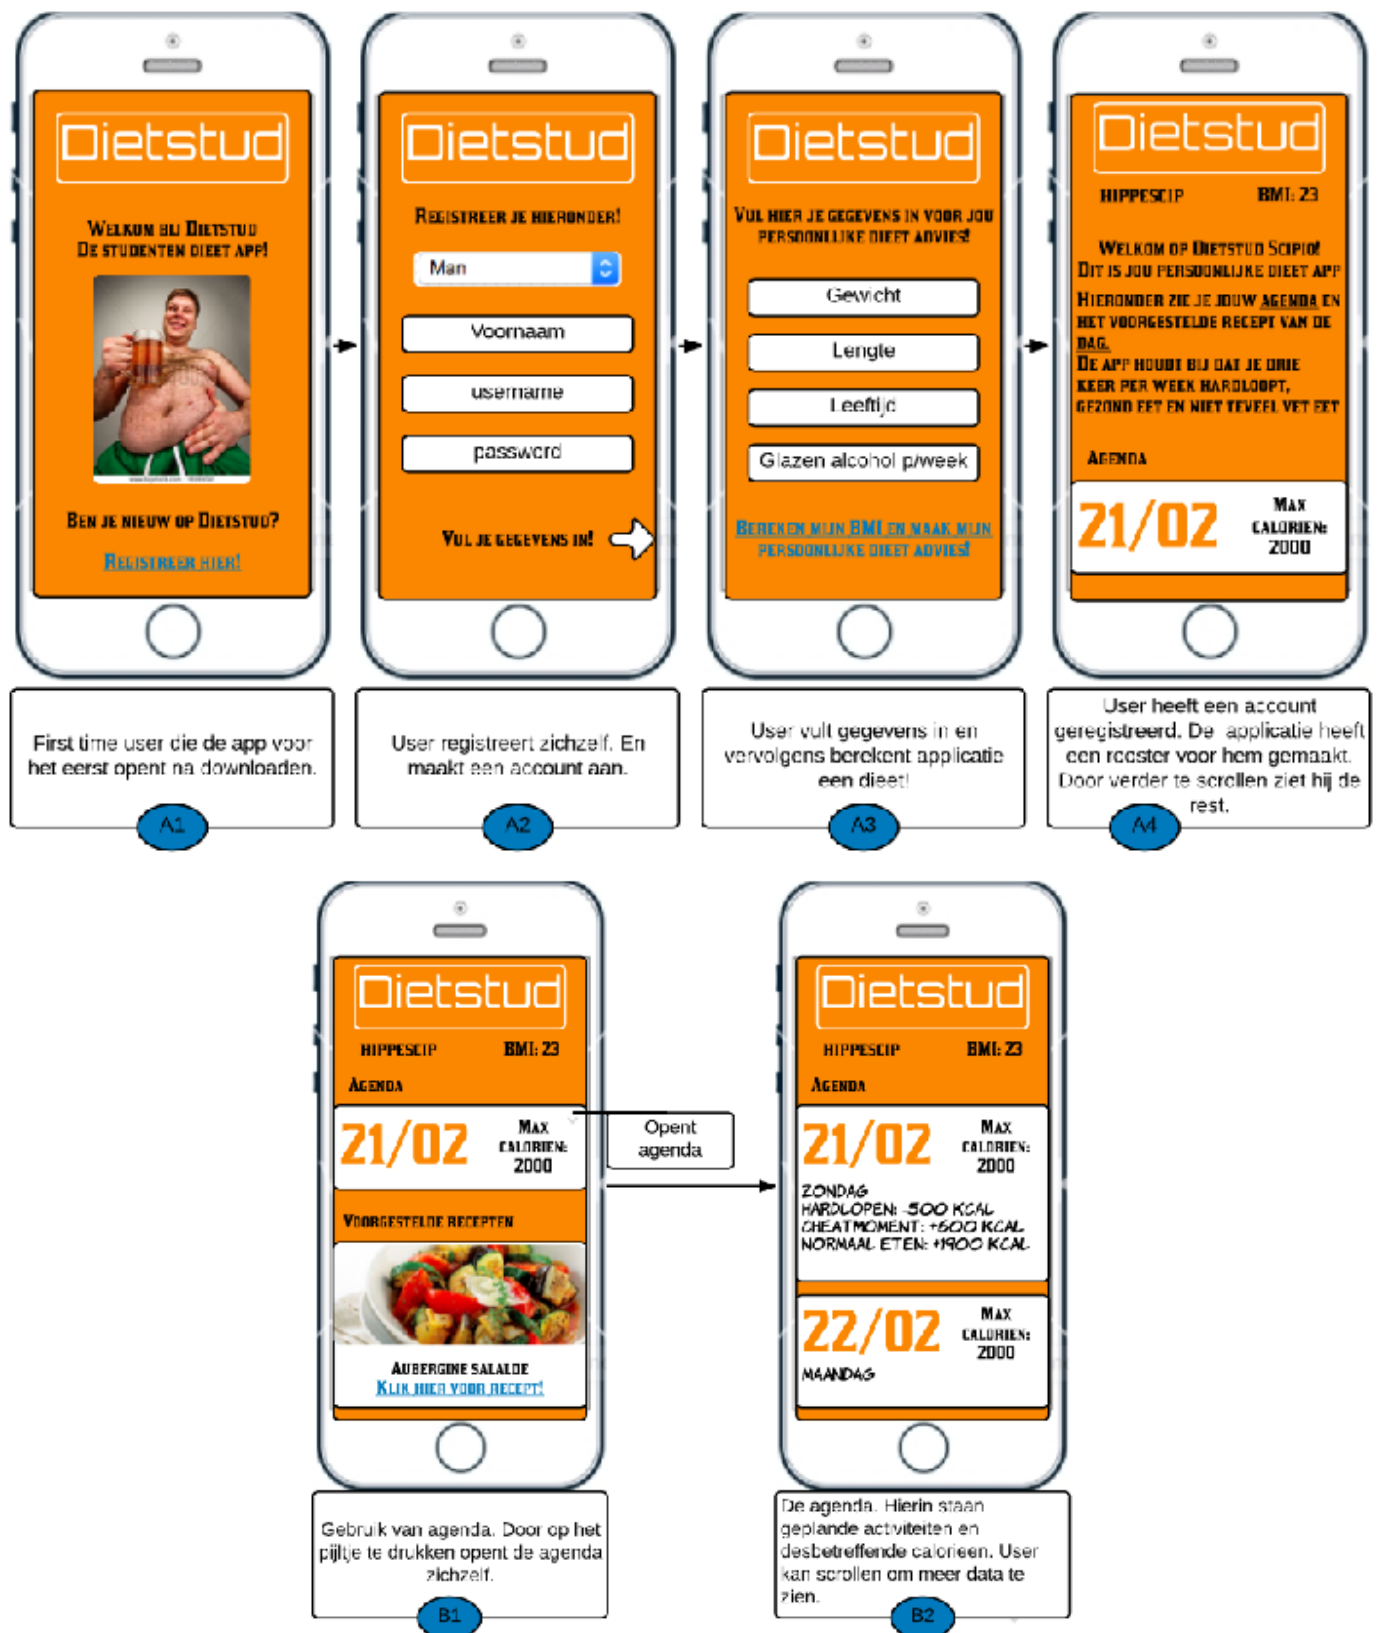 Dietstud
WELKOM BIJ DIETSTUD
DE STUDENTEN DIEET APP!
BEN JE NIEUW OP DIETSTUD?
REGISTREER HIER!
First time user die de app voor
het eerst opent na downloaden.
A1
Dietstud
REGISTREER JE HIERONDER!
Man
Voornaam
username
password
VUL JE GEGEVENS IN!
User registreert zichzelf. En
maakt een account aan.
A2
Dietstud
VUL HIER JE GEGEVENS IN VOOR JOU
PERSOONLIJKE DIEET ADVIES!
Gewicht
Lengte
Leeftijd
Glazen alcohol p/week
BEREKEN MIJN BMI EN MAAK MIJN
PERSOONLIJKE DIEET ADVIES!
User vult gegevens in en
vervolgens berekent applicatie
een dieet!
A3
Dietstud
HIPPESCIP BMI: 23
WELKOM OP DIETSTUD SCIPIO!
DIT IS JOU PERSOONLIJKE DIEET APP
HIERONDER ZIE JE JOUW AGENDA EN
HET VOORGESTELDE RECEPT VAN DE
DAG.
DE APP HOUDT BIJ DAT JE DRIE
KEER PER WEEK HARDLOOPT,
GEZOND EET EN NIET TEVEEL VET EET
AGENDA
21/02
MAX
CALORIEN:
2000
User heeft een account
geregistreerd. De applicatie heeft
een rooster voor hem gemaakt.
Door verder te scrollen ziet hij de
rest.
A4
Dietstud
HIPPESCIP BMI: 23
AGENDA
21/02
MAX
CALORIEN:
2000
VOORGESTELDE RECEPTEN
AUBERGINE SALADE
KLIK HIER VOOR RECEPT!
Opent
agenda
Gebruik van agenda. Door op het
pijltje te drukken opent de agenda
zichzelf.
B1
Dietstud
HIPPESCIP BMI: 23
AGENDA
21/02
MAX
CALORIEN:
2000
ZONDAG
HARDLOPEN: -500 KCAL
CHEATMOMENT: +600 KCAL
NORMAAL ETEN: +1900 KCAL
22/02
MAX
CALORIEN:
2000
MAANDAG
De agenda. Hierin staan
geplande activiteiten en
desbetreffende calorieen. User
kan scrollen om meer data te
zien.
B2